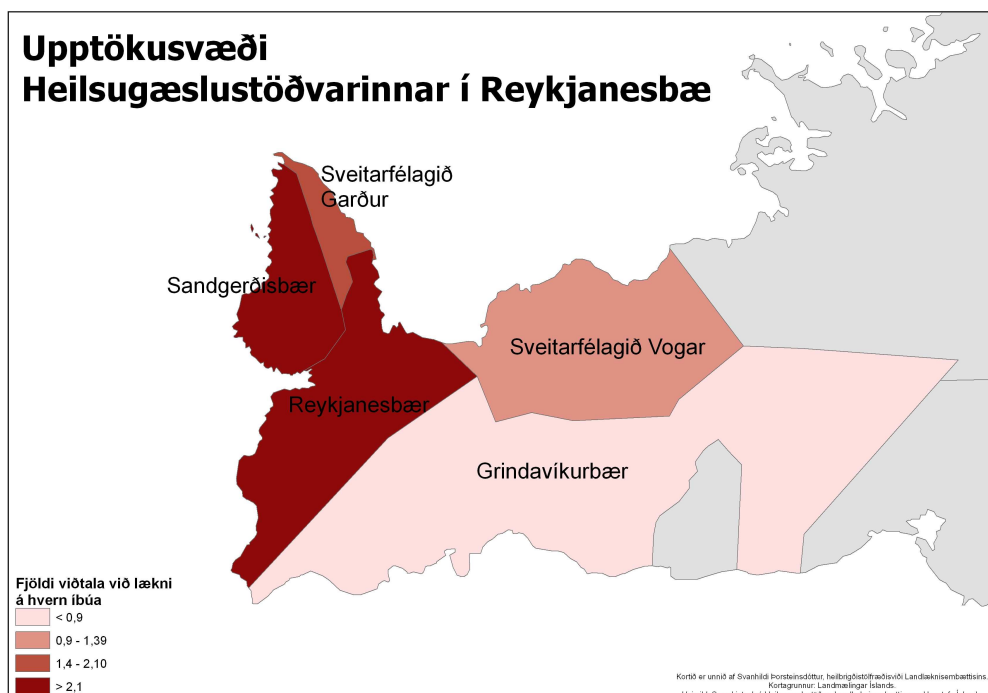 Upptökusvæði
Heilsugæslustöðvarinnar í Reykjanesbæ
Sveitarfélagið
Garður
Sandgerðisbær
Sveitarfélagið Vogar
Reykjanesbær
Grindavíkurbær
Fjöldi viðtala við lækni
á hvern íbúa
< 0,9
0,9 - 1,39
1,4 - 2,10
> 2,1
Kortið er unnið af Svanhildi Þorsteinsdóttur, heilbrigðistölfræðisviði Landlæknisembættisins.
Kortagrunnur: Landmælingar Íslands.